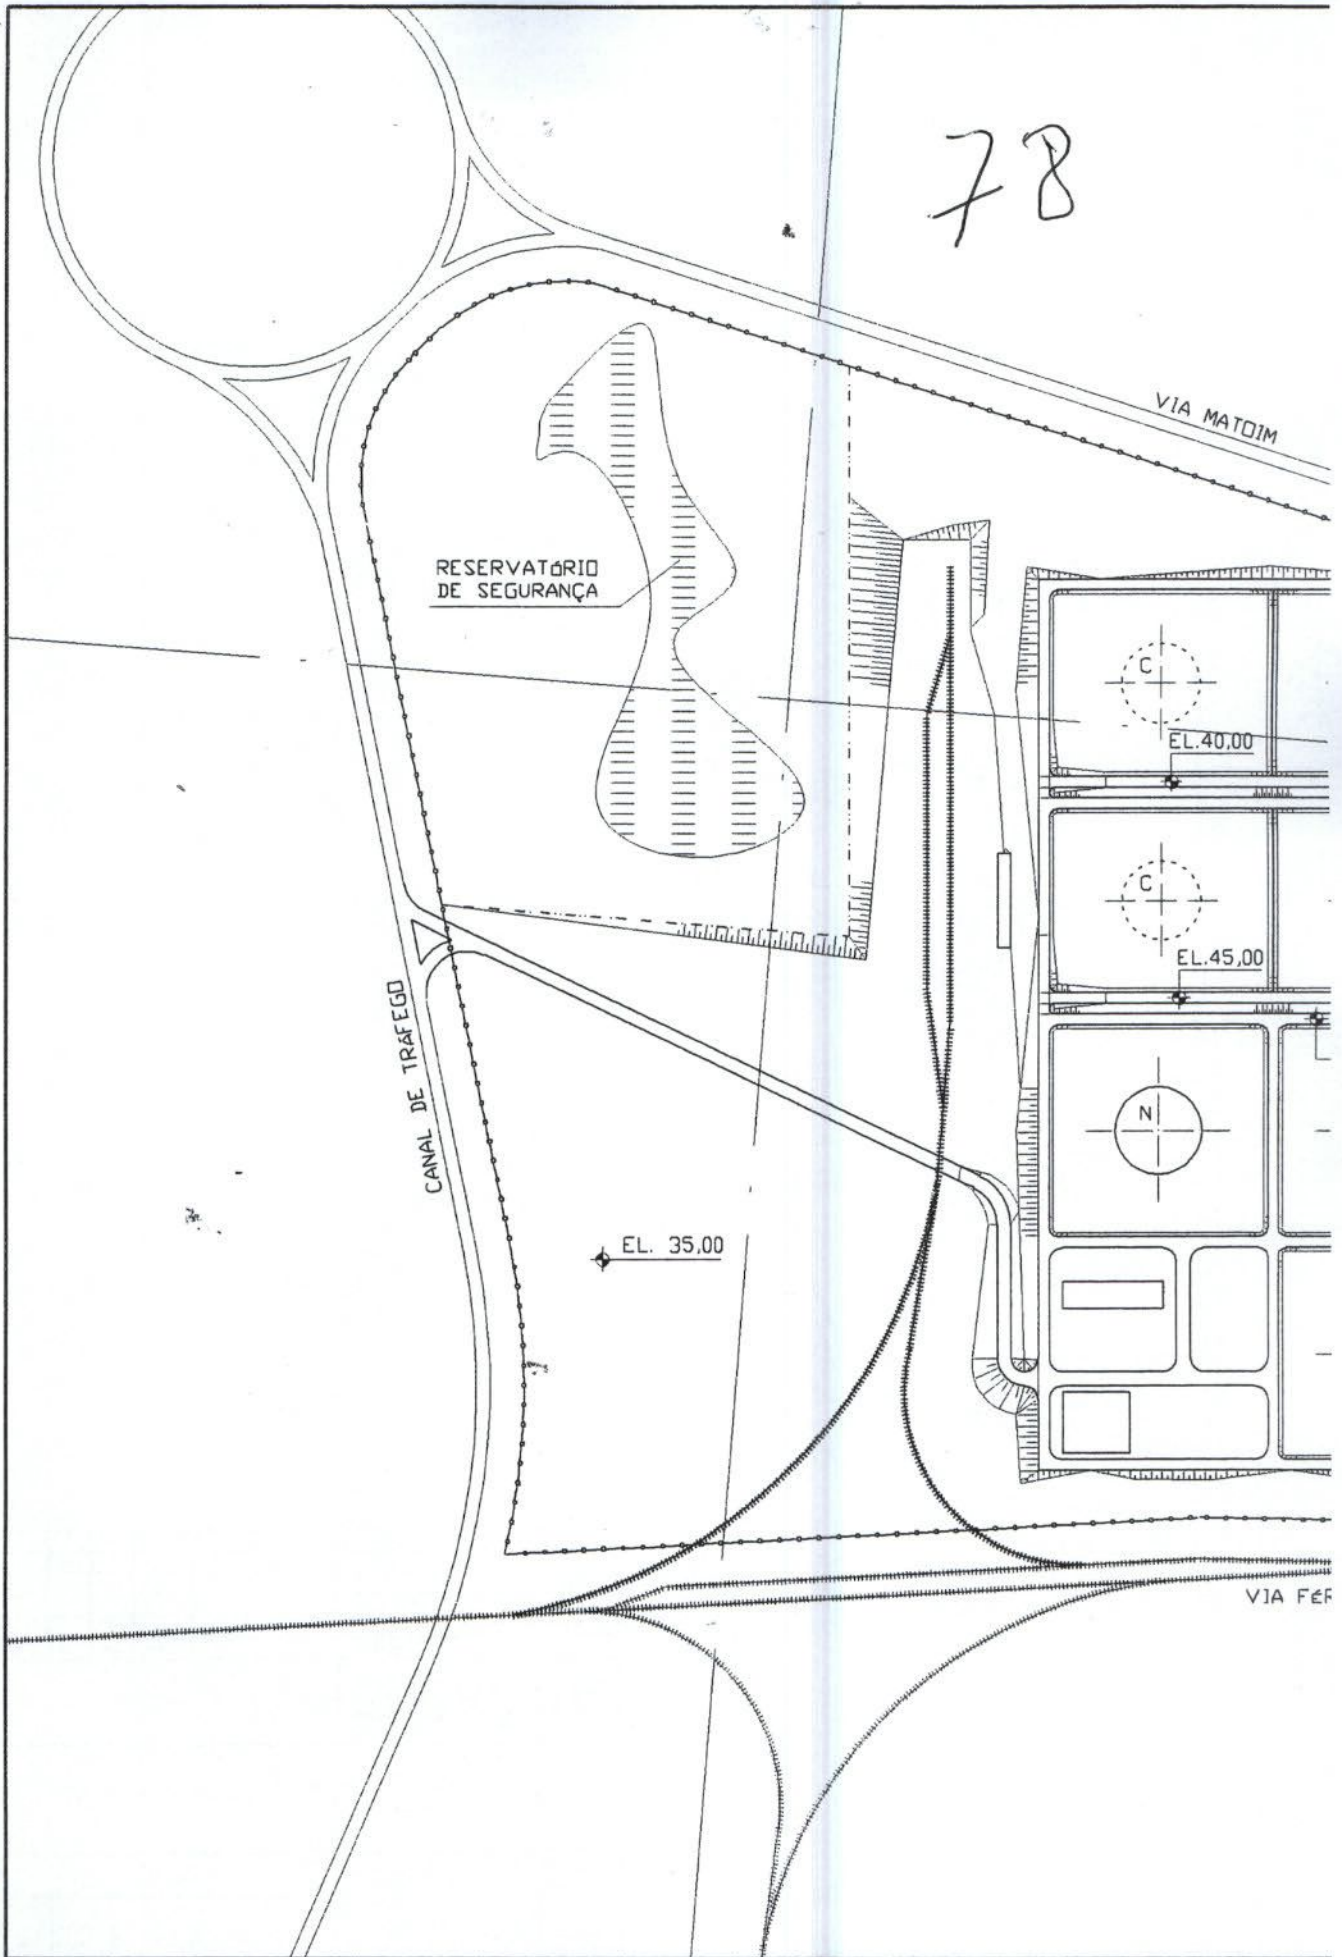 78
VIA MATOIM
RESERVATóRIO
DE SEGURANÇA
C
EL.40,00
C
EL.45,00
CANAL DE TRÁFEGO
N
EL. 35,00
VIA FéR